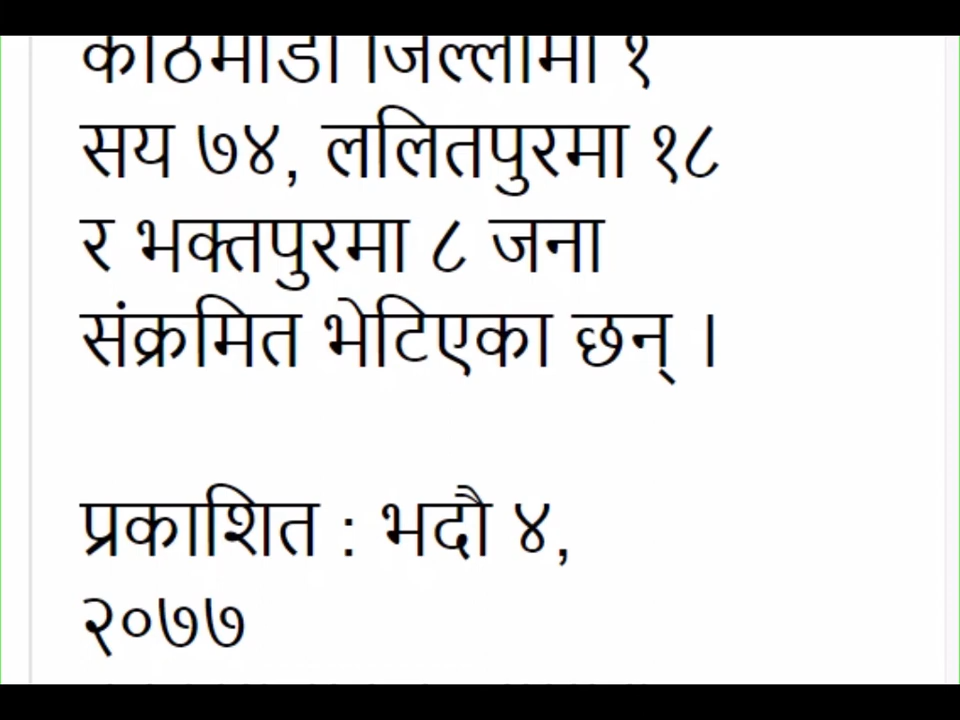 काठमाडौं जिल्लामा १
सय ७४, ललितपुरमा १८
र भक्तपुरमा ८ जना
संक्रमित भेटिएका छन् ।
प्रकाशित : भदौ ४,
२०७७